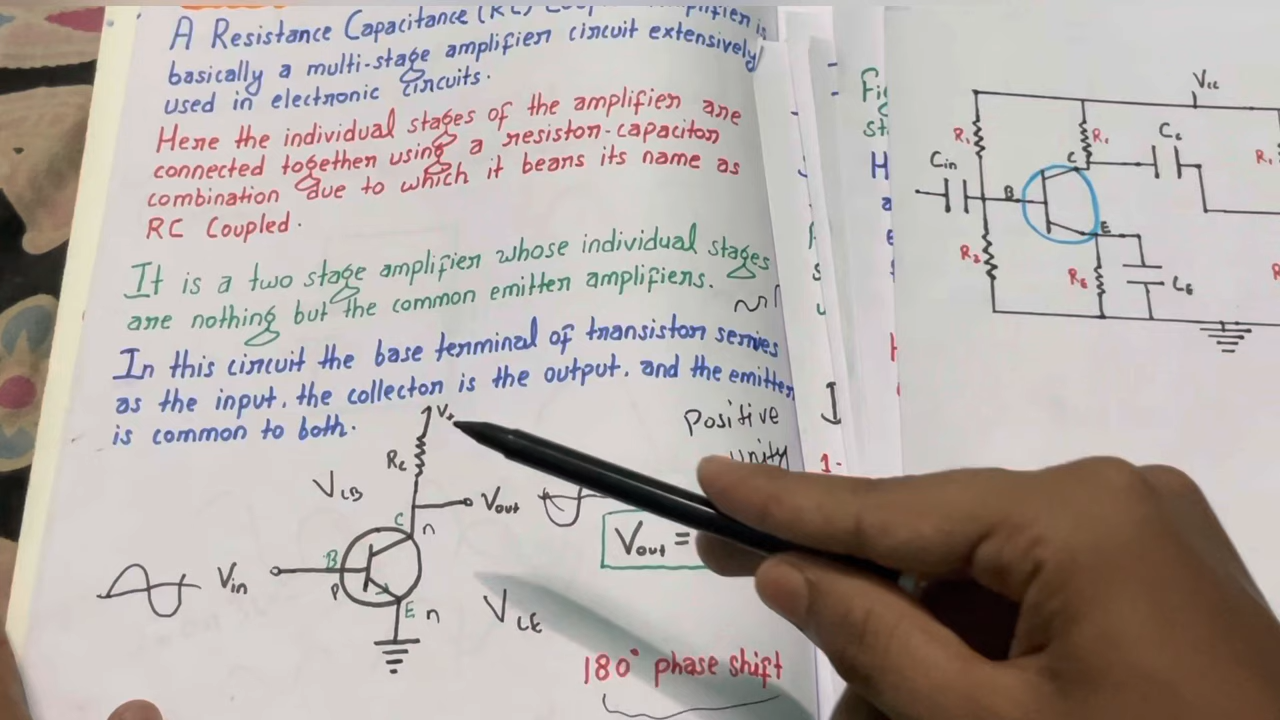 A Resistance Capacitance (RC)
basically a multi-stage amplifier circuit extensively
used in electronic circuits.
Here the individual stages of the amplifier are
connected together using a resistor-capacitor
combination due to which it bears its name as
RC Coupled.
It is a two stage amplifier whose individual stages
are nothing but the common emitter amplifiers.
In this circuit the base terminal of transistor serves
as the input, the collector is the output, and the emitter
is common to both.
Positive
unity
Rc
VCB
C
n
Vout
Vout =
B
P
Vin
E
n
VCE
180° phase shift
1-
Vcc
R1
R1
Cc
R1
Cin
C
B
E
R2
RE
CE